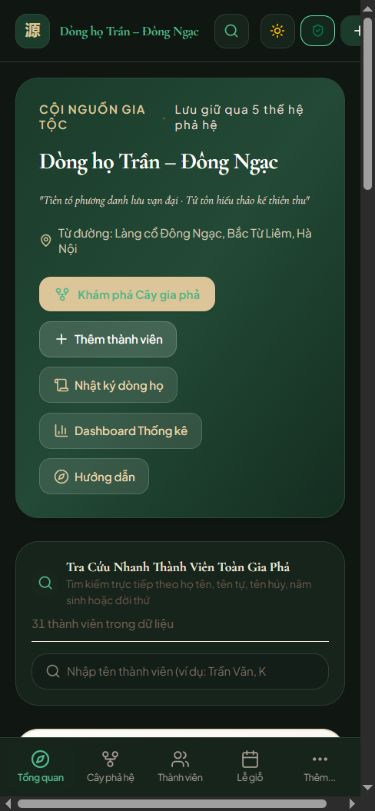 源 Dòng họ Trần – Đông Ngạc
CỘI NGUỒN GIA TỘC · Lưu giữ qua 5 thế hệ phả hệ
Dòng họ Trần – Đông Ngạc
"Tiên tổ phương danh lưu vạn đại · Tử tôn hiếu thảo kế thiên thu"
Từ đường: Làng cổ Đông Ngạc, Bắc Từ Liêm, Hà
Nội
Khám phá Cây gia phả
Thêm thành viên
Nhật ký dòng họ
Dashboard Thống kê
Hướng dẫn
Tra Cứu Nhanh Thành Viên Toàn Gia Phả
Tìm kiếm trực tiếp theo họ tên, tên tự, tên húy, năm
sinh hoặc đời thứ
31 thành viên trong dữ liệu
Nhập tên thành viên (ví dụ: Trần Văn, K
Tổng quan
Cây phả hệ
Thành viên
Lễ giỗ
Thêm...